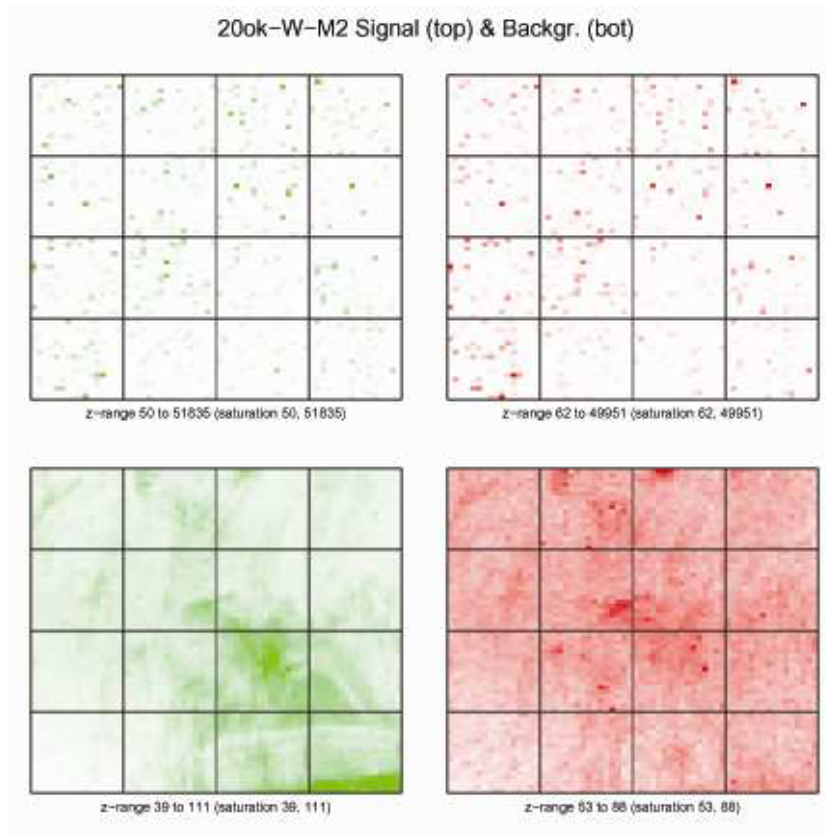 20ok−W−M2 Signal (top) & Backgr. (bot)
z−range 50 to 51835 (saturation 50, 51835)
z−range 62 to 49951 (saturation 62, 49951)
z−range 39 to 111 (saturation 39, 111)
z−range 53 to 88 (saturation 53, 88)